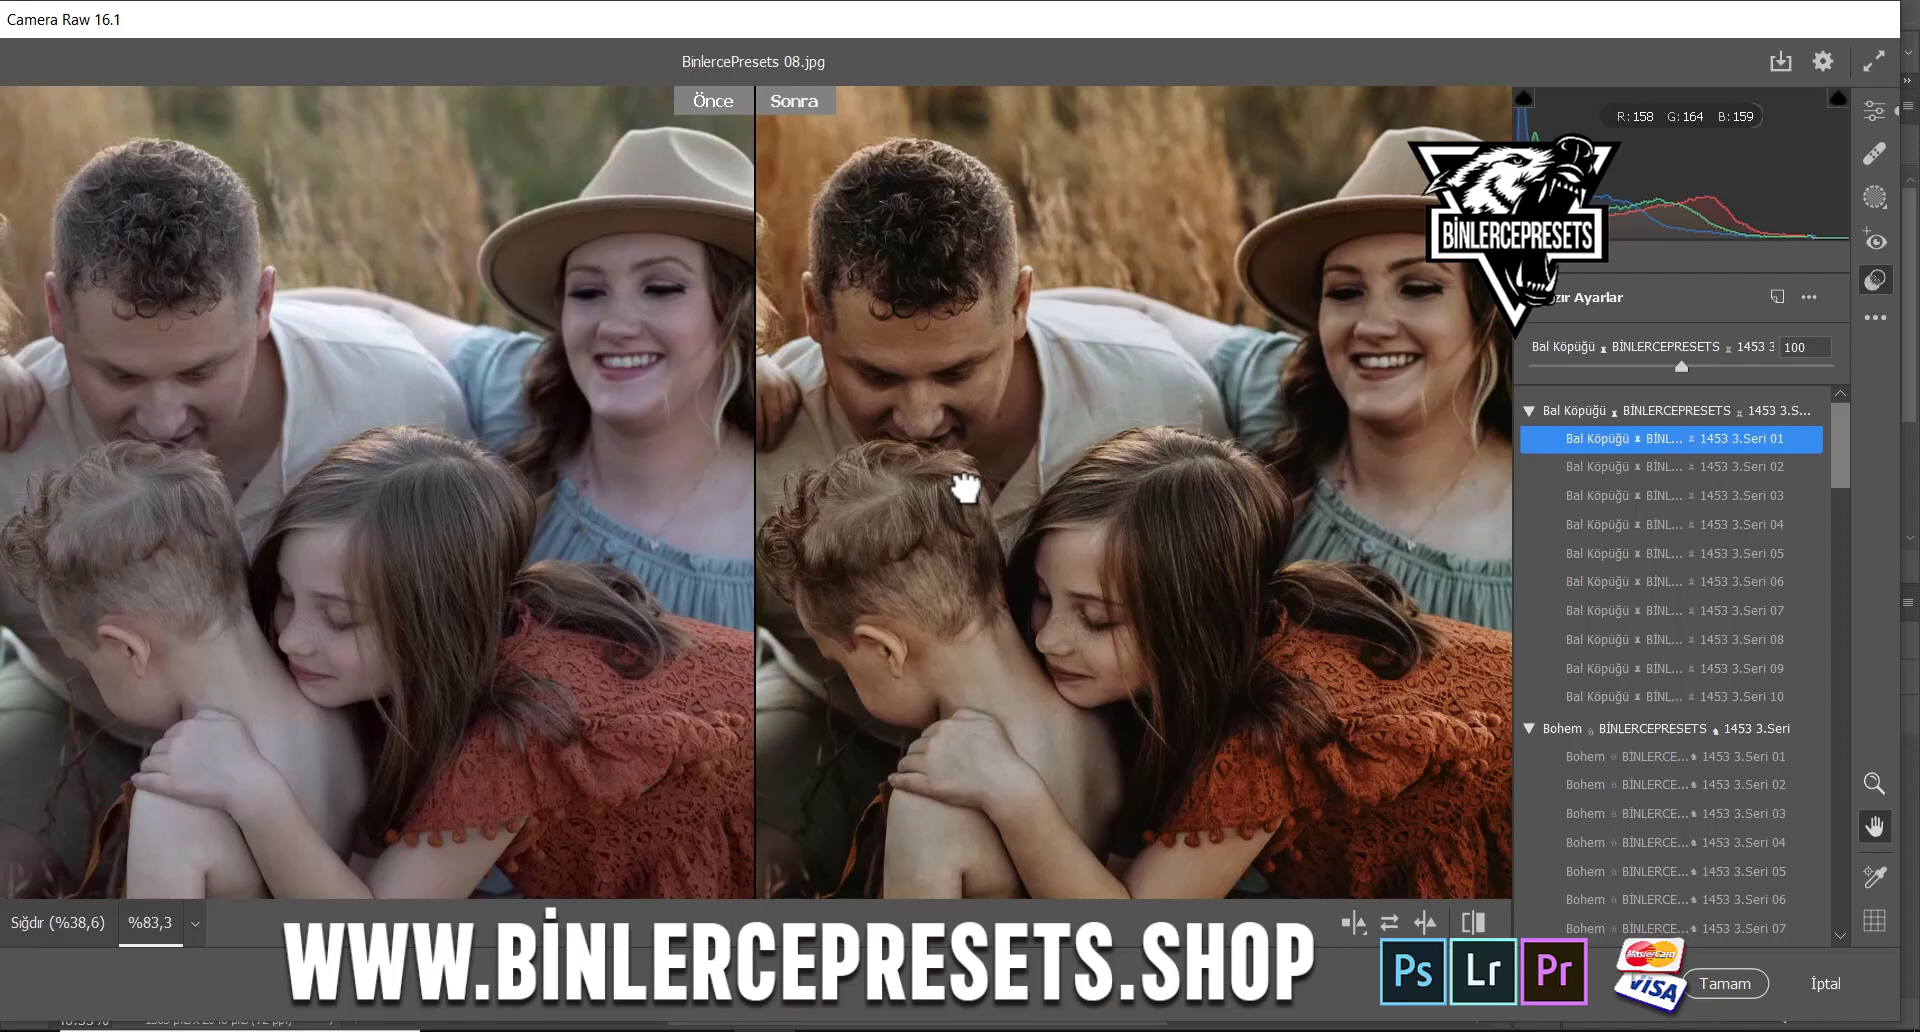 Camera Raw 16.1
BinlercePresets 08.jpg
Önce
Sonra
R: 158 G: 164 B: 159
BİNLERCEPRESETS
zır Ayarlar
Bal Köpüğü BİNLERCEPRESETS 1453 3
100
Bal Köpüğü BİNLERCEPRESETS 1453 3.S...
Bal Köpüğü BİNL... 1453 3.Seri 01
Bal Köpüğü BİNL... 1453 3.Seri 02
Bal Köpüğü BİNL... 1453 3.Seri 03
Bal Köpüğü BİNL... 1453 3.Seri 04
Bal Köpüğü BİNL... 1453 3.Seri 05
Bal Köpüğü BİNL... 1453 3.Seri 06
Bal Köpüğü BİNL... 1453 3.Seri 07
Bal Köpüğü BİNL... 1453 3.Seri 08
Bal Köpüğü BİNL... 1453 3.Seri 09
Bal Köpüğü BİNL... 1453 3.Seri 10
Bohem BİNLERCEPRESETS 1453 3.Seri
Bohem BİNLERCE... 1453 3.Seri 01
Bohem BİNLERCE... 1453 3.Seri 02
Bohem BİNLERCE... 1453 3.Seri 03
Bohem BİNLERCE... 1453 3.Seri 04
Bohem BİNLERCE... 1453 3.Seri 05
Bohem BİNLERCE... 1453 3.Seri 06
Bohem BİNLERCE... 1453 3.Seri 07
Sığdır (%38,6)
%83,3
WWW.BİNLERCEPRESETS.SHOP
Ps Lr Pr
MasterCard
VISA
Tamam
İptal